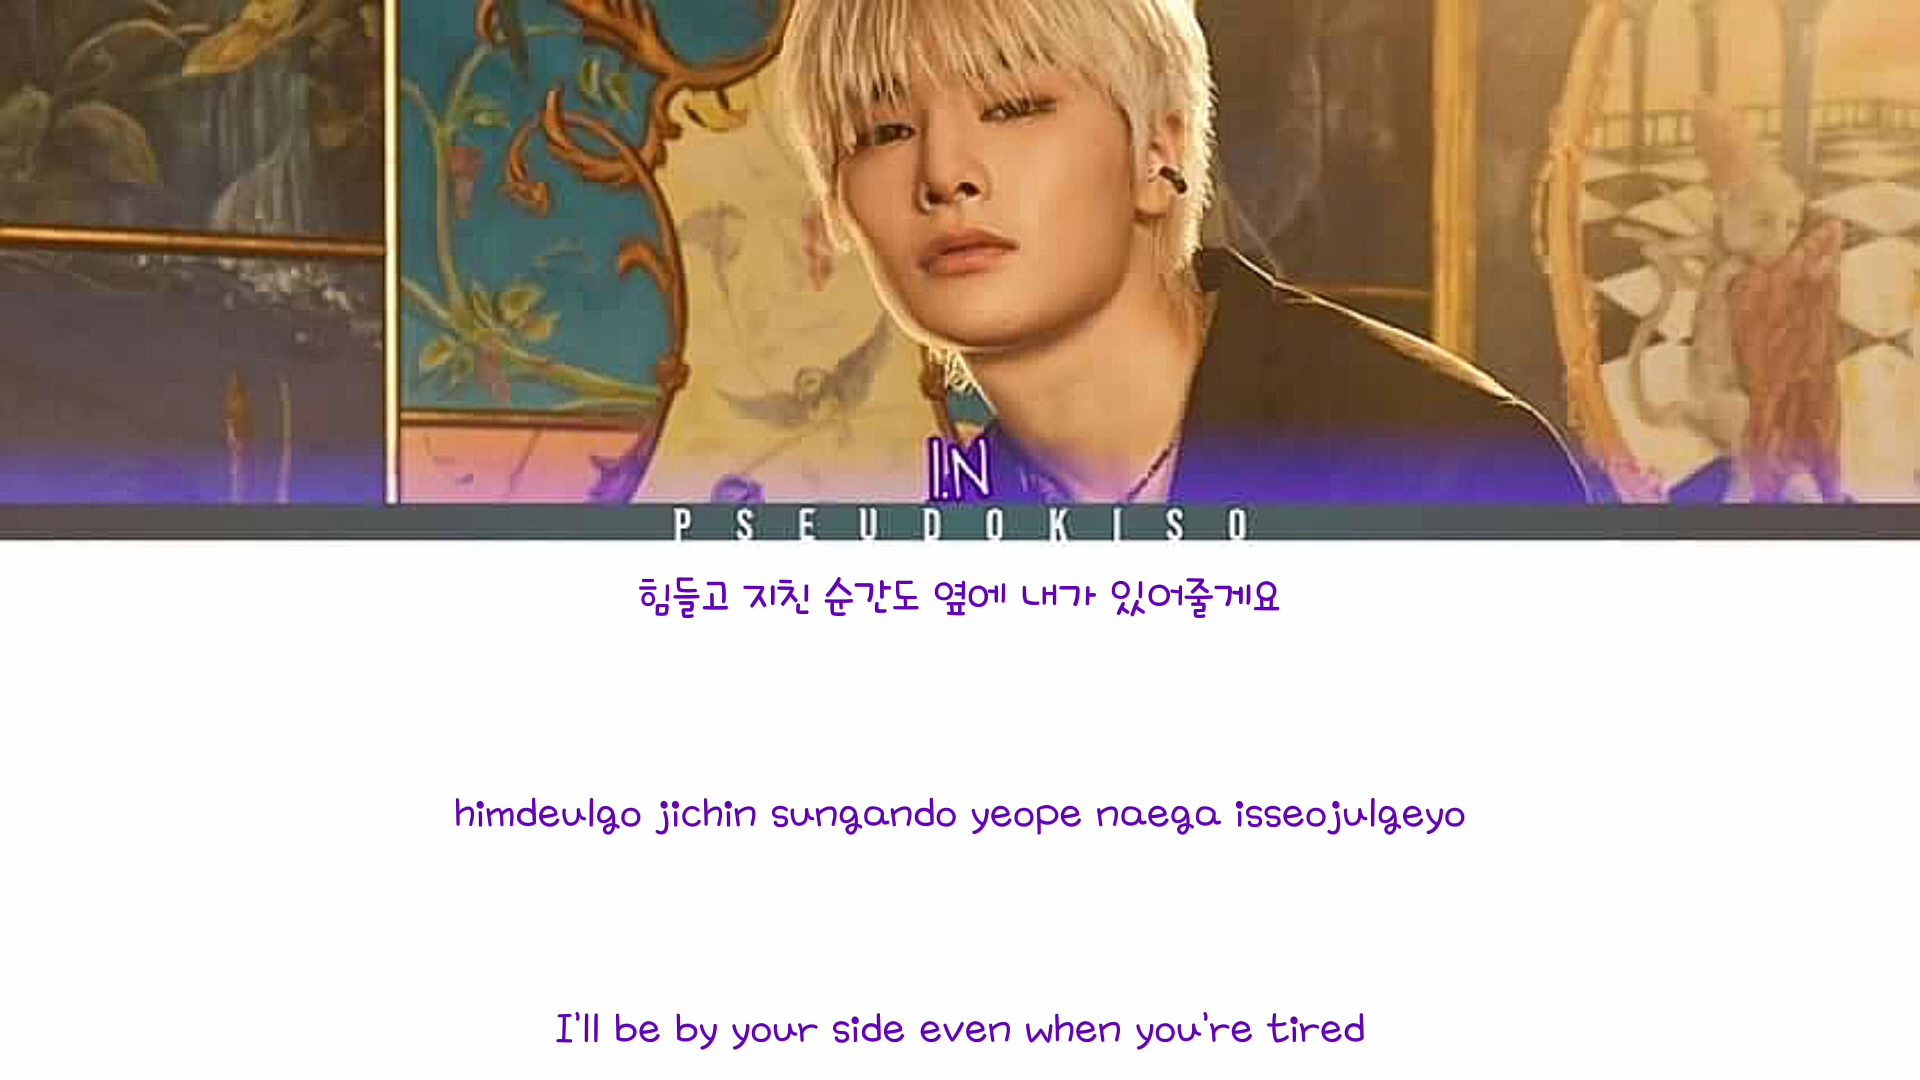 I.N
PSEUDOKISO
힘들고 지친 순간도 옆에 내가 있어줄게요
himdeulgo jichin sungando yeope naega isseojulgeyo
I'll be by your side even when you're tired